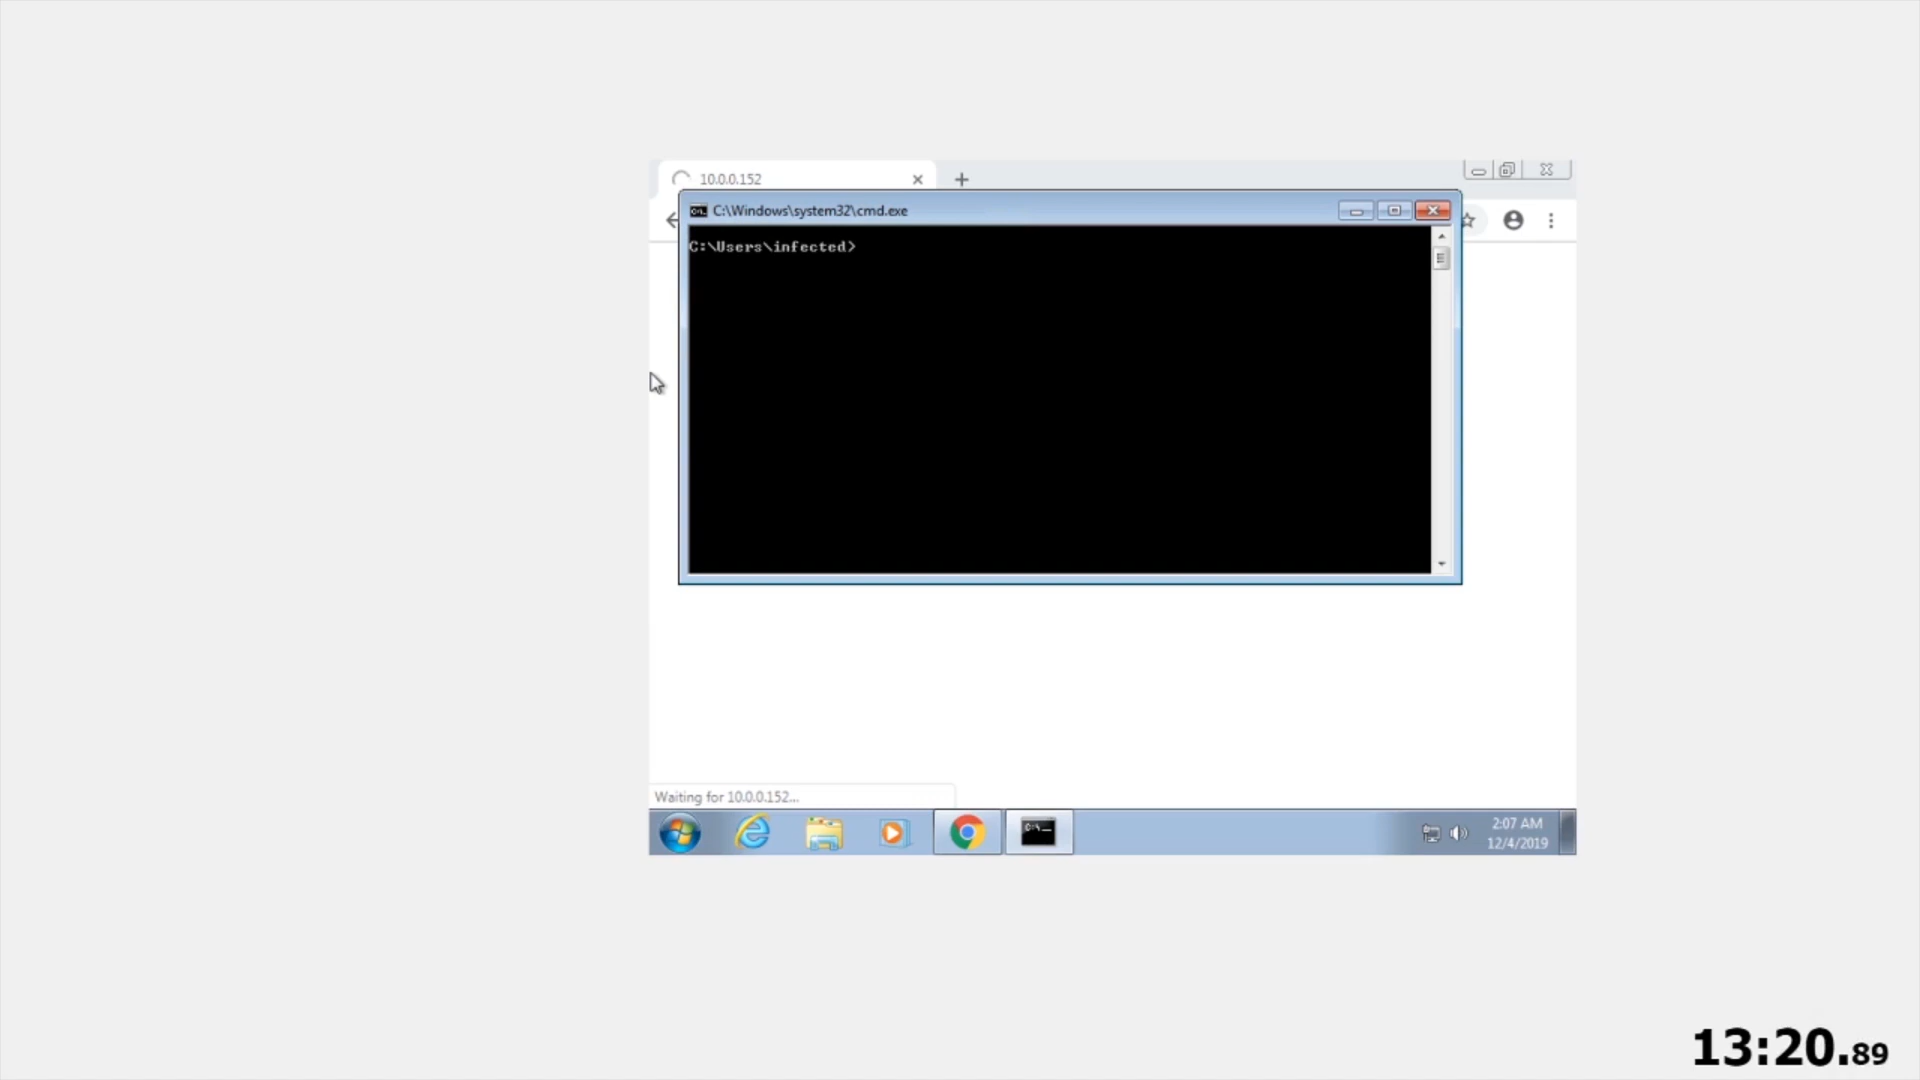 10.0.0.152
C:\Windows\system32\cmd.exe
C:\Users\infected>
Waiting for 10.0.0.152...
2:07 AM
12/4/2019
13:20.89